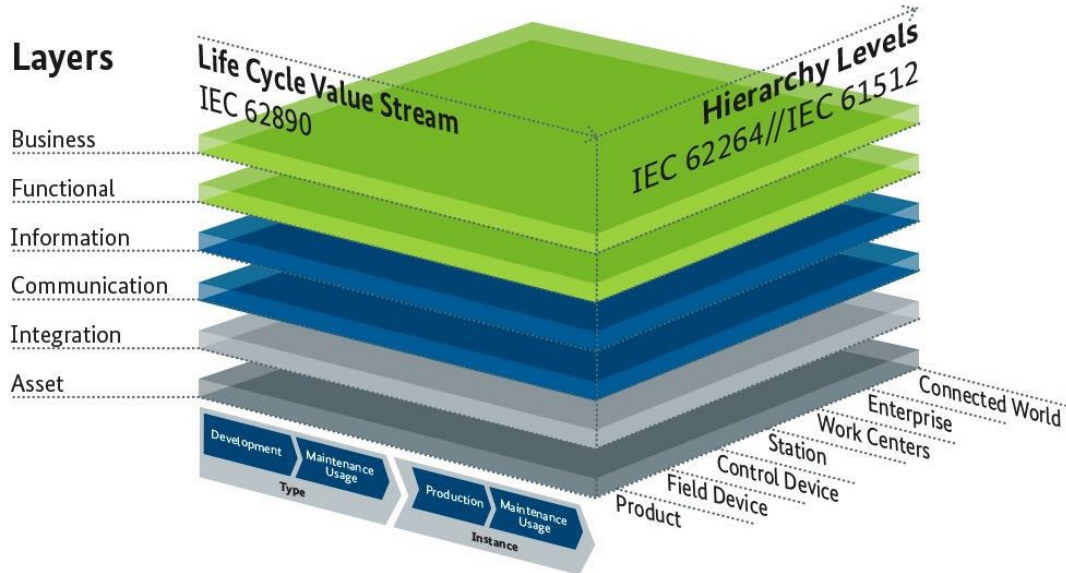 Layers
Life Cycle Value Stream
IEC 62890
Hierarchy Levels
IEC 62264//IEC 61512
Business
Functional
Information
Communication
Integration
Asset
Development
Maintenance
Usage
Type
Production
Maintenance
Usage
Instance
Connected World
Enterprise
Work Centers
Station
Control Device
Field Device
Product